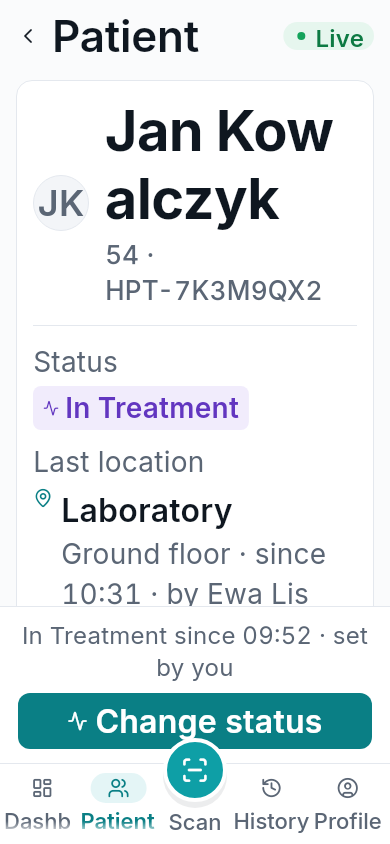 Patient
Live
Jan Kow
alczyk
JK
54 ·
HPT-7K3M9QX2
Status
In Treatment
Last location
Laboratory
Ground floor · since
10:31 · by Ewa Lis
In Treatment since 09:52 · set
by you
Change status
Dashb
Patient
Scan
History
Profile